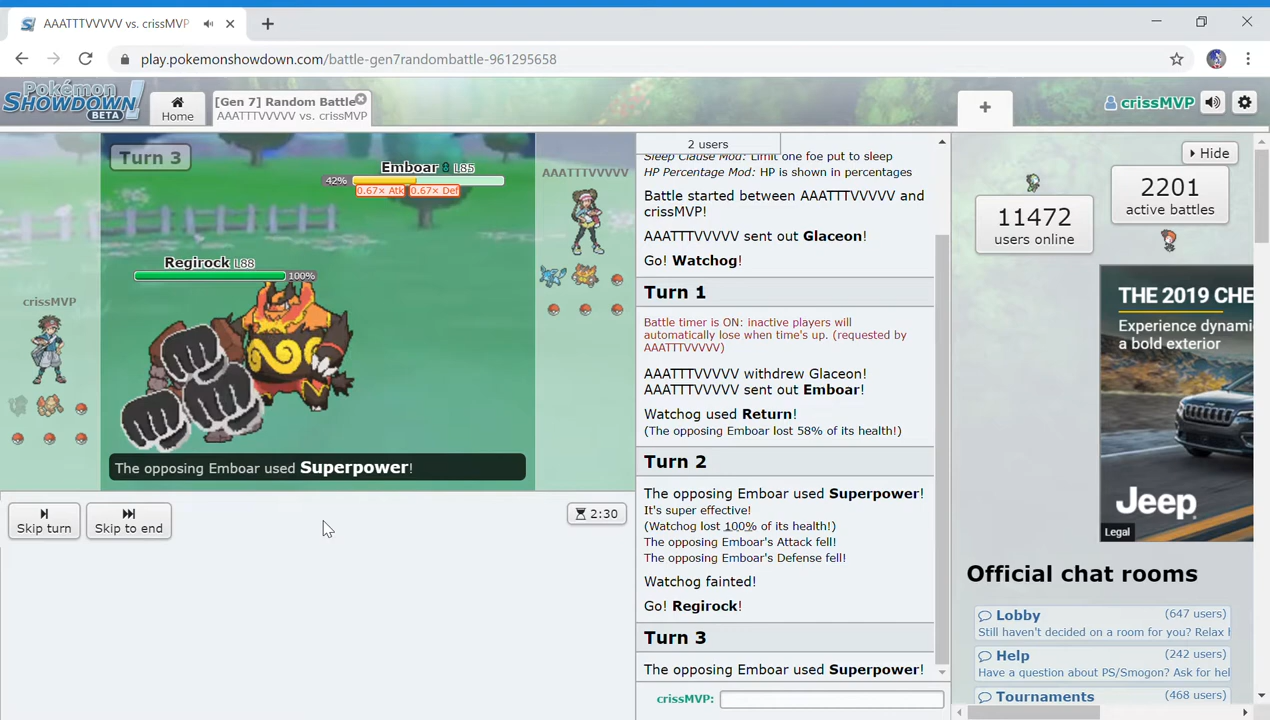 AAATTTVVVVV vs. crissMVP
play.pokemonshowdown.com/battle-gen7randombattle-961295658
Pokémon
SHOWDOWN!
BETA
Home
[Gen 7] Random Battle
AAATTTVVVVV vs. crissMVP
crissMVP
Turn 3
Emboar L85
42%
0.67× Atk 0.67× Def
Regirock L88
100%
AAATTTVVVVV
crissMVP
The opposing Emboar used Superpower!
Skip turn
Skip to end
2:30
2 users
Sleep Clause Mod: Limit one foe put to sleep
HP Percentage Mod: HP is shown in percentages
Battle started between AAATTTVVVVV and
crissMVP!
AAATTTVVVVV sent out Glaceon!
Go! Watchog!
Turn 1
Battle timer is ON: inactive players will
automatically lose when time's up. (requested by
AAATTTVVVVV)
AAATTTVVVVV withdrew Glaceon!
AAATTTVVVVV sent out Emboar!
Watchog used Return!
(The opposing Emboar lost 58% of its health!)
Turn 2
The opposing Emboar used Superpower!
It's super effective!
(Watchog lost 100% of its health!)
The opposing Emboar's Attack fell!
The opposing Emboar's Defense fell!
Watchog fainted!
Go! Regirock!
Turn 3
The opposing Emboar used Superpower!
crissMVP:
Hide
11472
users online
2201
active battles
THE 2019 CHE
Experience dynami
a bold exterior
Jeep
Legal
Official chat rooms
Lobby (647 users)
Still haven't decided on a room for you? Relax
Help (242 users)
Have a question about PS/Smogon? Ask for hel
Tournaments (468 users)